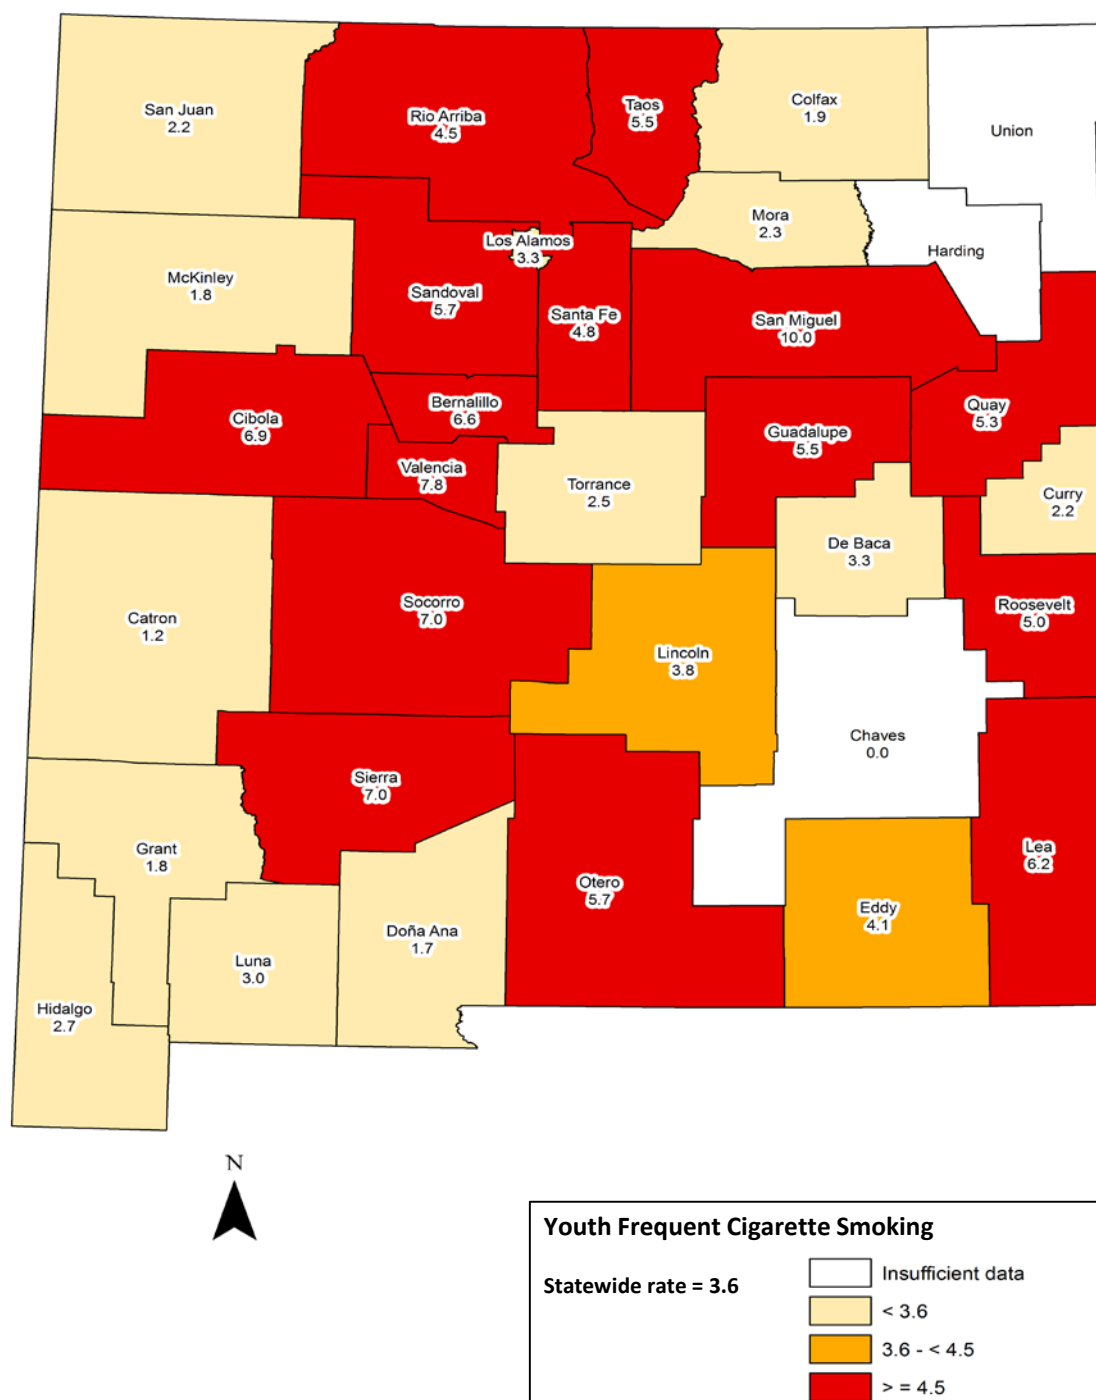 San Juan
2.2
Rio Arriba
4.5
Taos
5.5
Colfax
1.9
Union
Mora
2.3
Los Alamos
3.3
Harding
McKinley
1.8
Sandoval
5.7
Santa Fe
4.8
San Miguel
10.0
Cibola
6.9
Bernalillo
6.6
Guadalupe
5.5
Quay
5.3
Valencia
7.8
Torrance
2.5
Curry
2.2
De Baca
3.3
Catron
1.2
Socorro
7.0
Roosevelt
5.0
Lincoln
3.8
Chaves
0.0
Sierra
7.0
Grant
1.8
Otero
5.7
Lea
6.2
Eddy
4.1
Doña Ana
1.7
Luna
3.0
Hidalgo
2.7
N
Youth Frequent Cigarette Smoking
Statewide rate = 3.6
Insufficient data
< 3.6
3.6 - < 4.5
> = 4.5